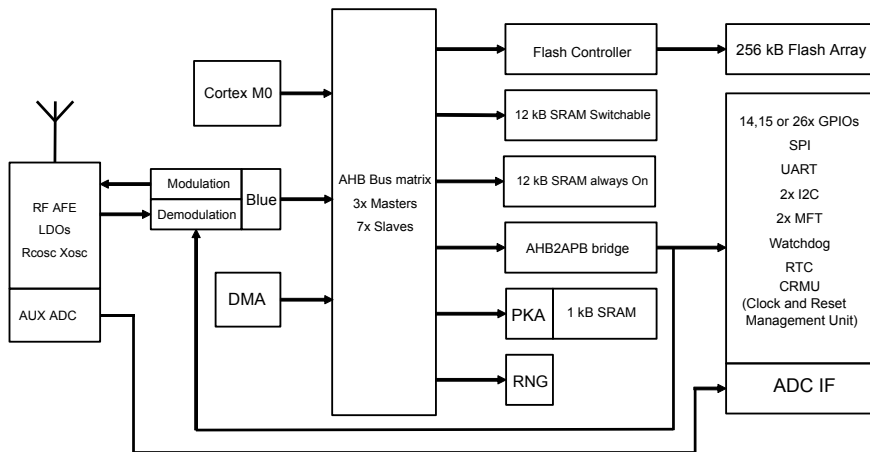 Flash Controller
256 kB Flash Array
Cortex M0
12 kB SRAM Switchable
14,15 or 26x GPIOs
SPI
UART
2x I2C
2x MFT
Watchdog
RTC
CRMU
(Clock and Reset
Management Unit)
RF AFE
LDOs
Rcosc Xosc
Modulation
Demodulation
Blue
AHB Bus matrix
3x Masters
7x Slaves
12 kB SRAM always On
AHB2APB bridge
AUX ADC
DMA
PKA
1 kB SRAM
RNG
ADC IF